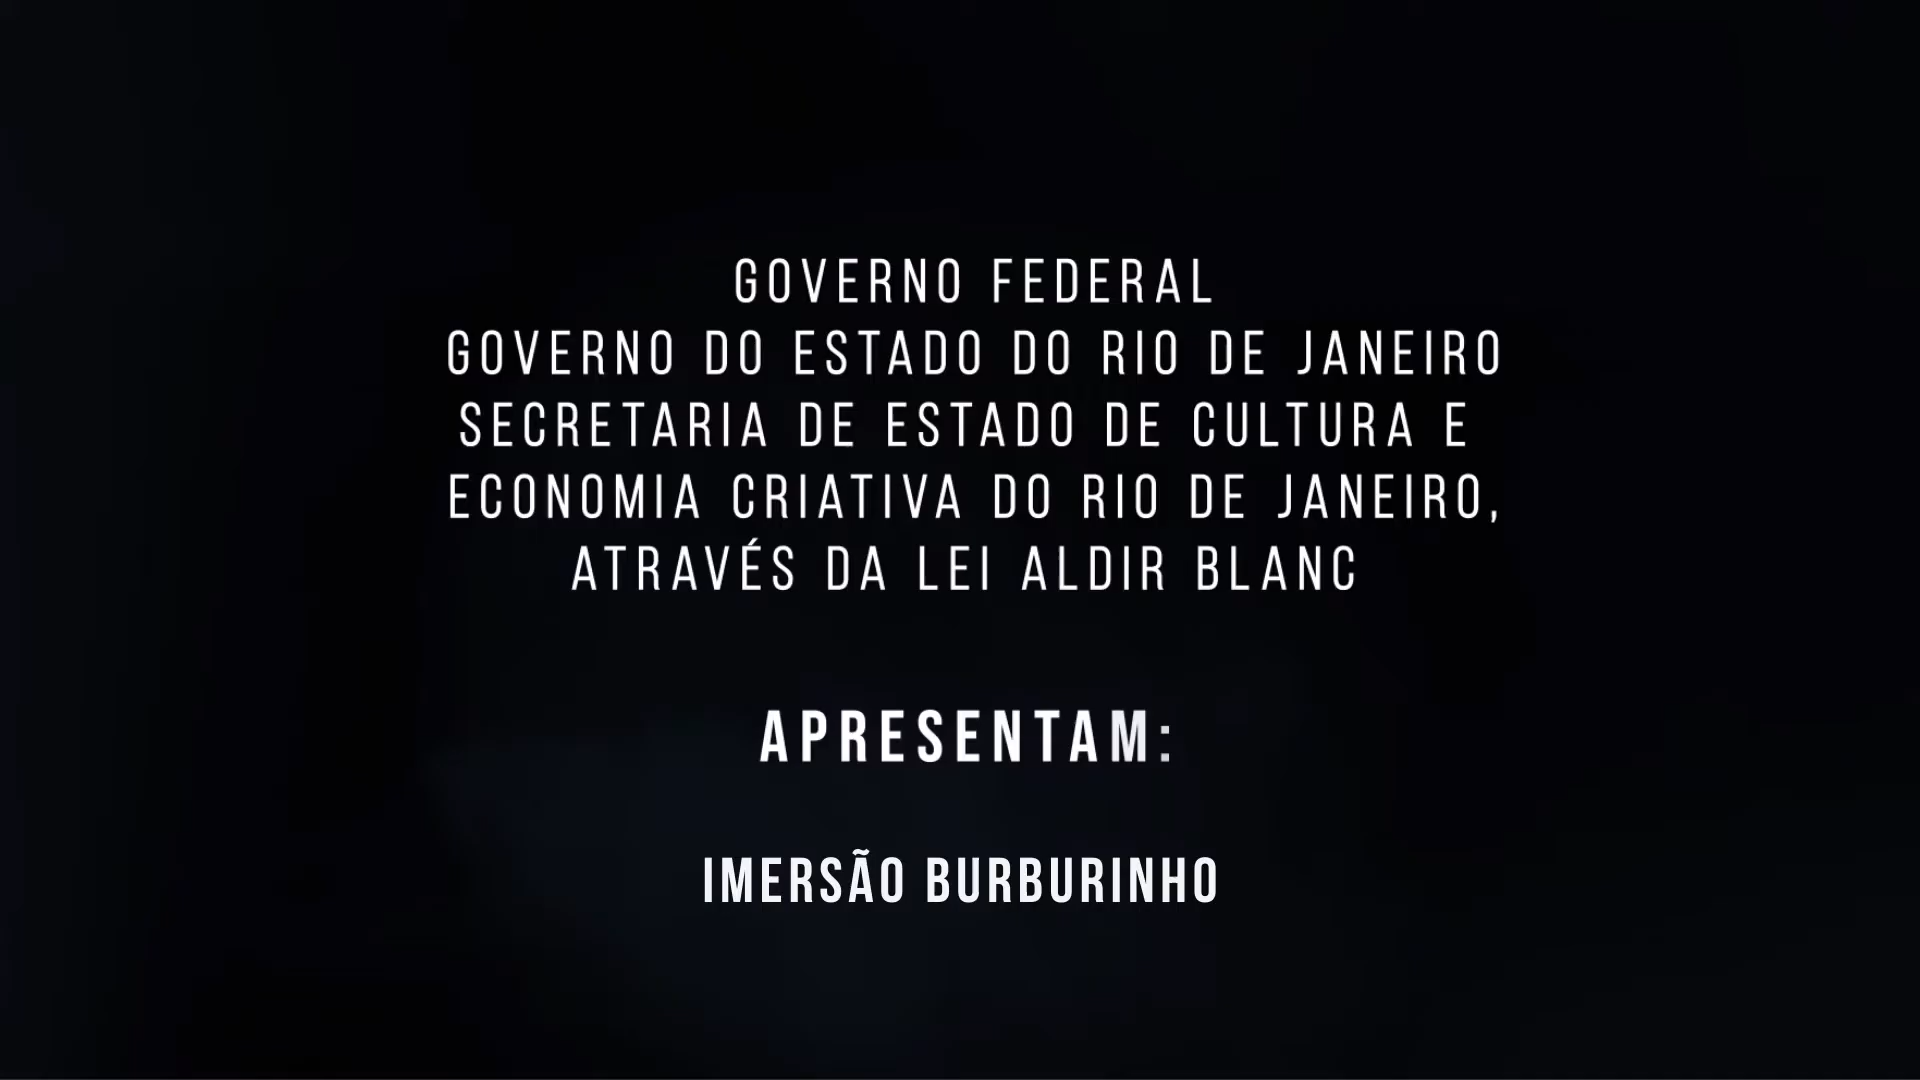 GOVERNO FEDERAL
GOVERNO DO ESTADO DO RIO DE JANEIRO
SECRETARIA DE ESTADO DE CULTURA E
ECONOMIA CRIATIVA DO RIO DE JANEIRO,
ATRAVÉS DA LEI ALDIR BLANC
APRESENTAM:
IMERSÃO BURBURINHO